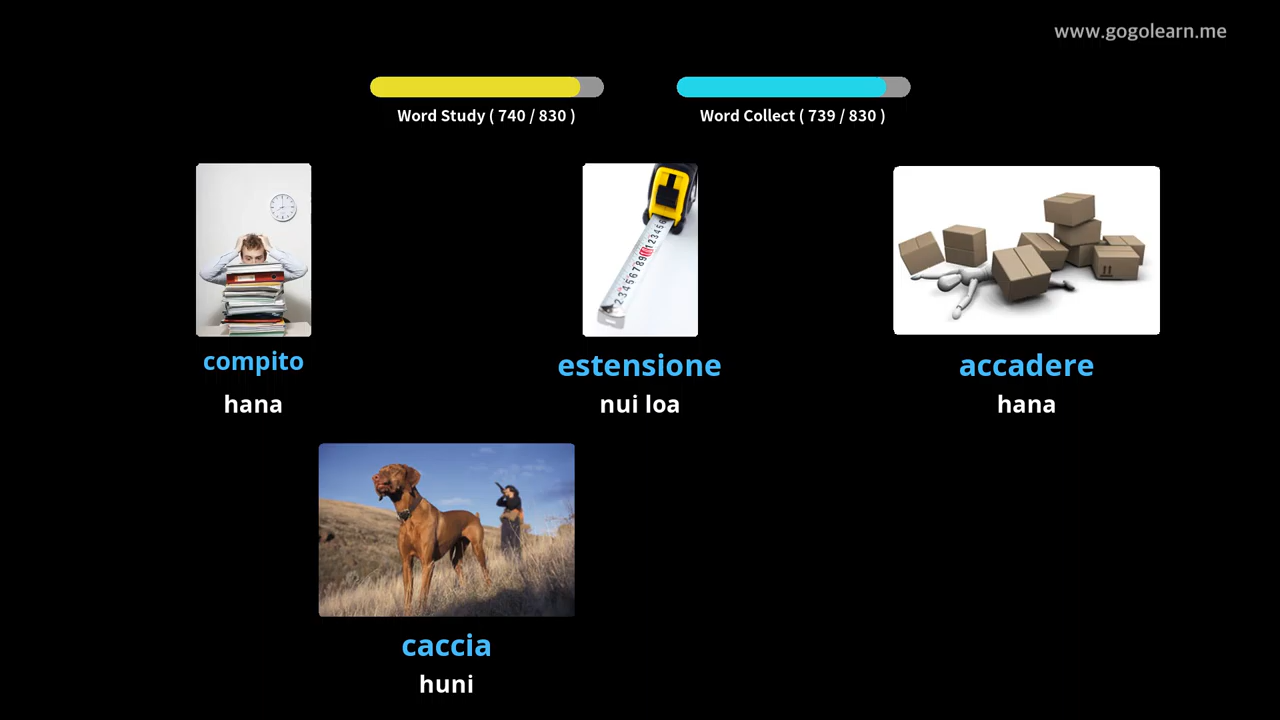 www.gogolearn.me
Word Study ( 740 / 830 )
Word Collect ( 739 / 830 )
compito
hana
estensione
nui loa
accadere
hana
caccia
huni